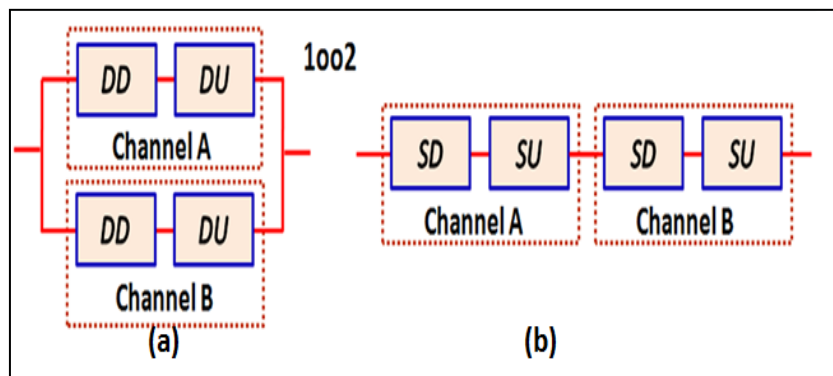 DD DU
1oo2
Channel A
DD DU
Channel B
(a)
SD SU SD SU
Channel A Channel B
(b)